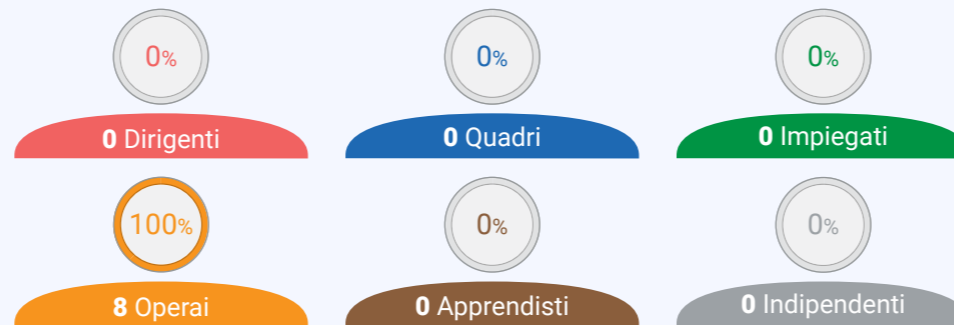 0% 0% 0%
0 Dirigenti 0 Quadri 0 Impiegati
100% 0% 0%
8 Operai 0 Apprendisti 0 Indipendenti